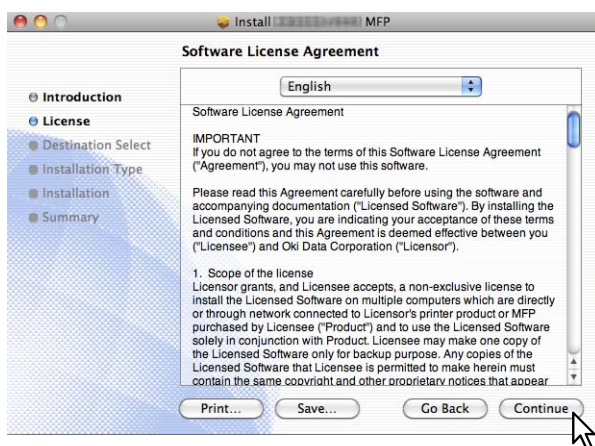 Install MFP
Software License Agreement
Introduction
License
Destination Select
Installation Type
Installation
Summary
English
Software License Agreement
IMPORTANT
If you do not agree to the terms of this Software License Agreement
("Agreement"), you may not use this software.
Please read this Agreement carefully before using the software and
accompanying documentation ("Licensed Software"). By installing the
Licensed Software, you are indicating your acceptance of these terms
and conditions and this Agreement is deemed effective between you
("Licensee") and Oki Data Corporation ("Licensor").
1. Scope of the license
Licensor grants, and Licensee accepts, a non-exclusive license to
install the Licensed Software on multiple computers which are directly
or through network connected to Licensor's printer product or MFP
purchased by Licensee ("Product") and to use the Licensed Software
solely in conjunction with Product. Licensee may make one copy of
the Licensed Software only for backup purpose. Any copies of the
Licensed Software that Licensee is permitted to make herein must
contain the same copyright and other proprietary notices that appear
Print... Save... Go Back Continue